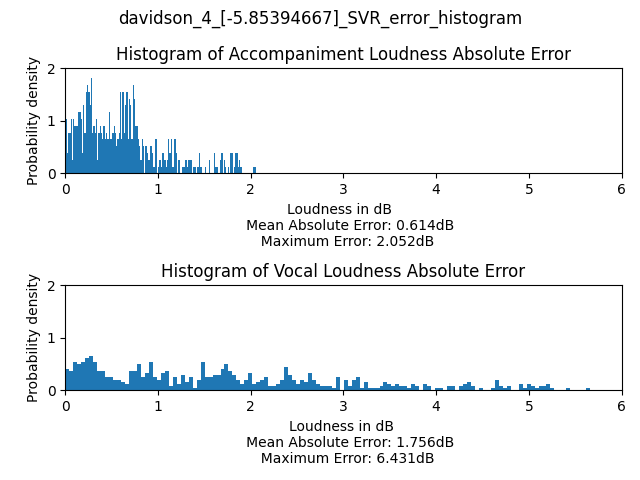 davidson_4_[-5.85394667]_SVR_error_histogram
Histogram of Accompaniment Loudness Absolute Error
Probability density
2
1
0
0 1 2 3 4 5 6
Loudness in dB
Mean Absolute Error: 0.614dB
Maximum Error: 2.052dB
Histogram of Vocal Loudness Absolute Error
Probability density
2
1
0
0 1 2 3 4 5 6
Loudness in dB
Mean Absolute Error: 1.756dB
Maximum Error: 6.431dB